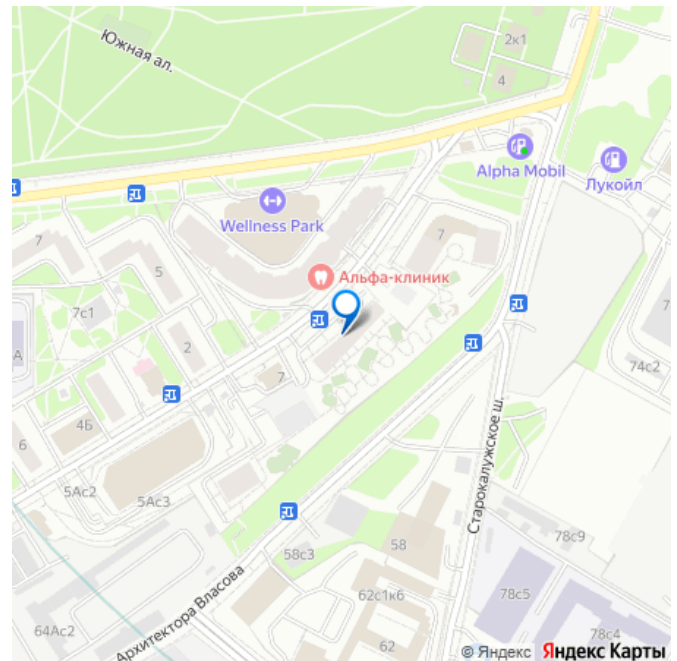 Южная ал.
2к1
4
Alpha Mobil
Лукойл
Wellness Park
7
7
5
Альфа-клиник
7с1
2
7
74с2
4Б
6
5Ас2
5Ас3
Старокалужское ш.
58с3
58
78с9
62с1к6
78с5
64Ас2
Архитектора Власова
62
78с4
© Яндекс Яндекс Карты